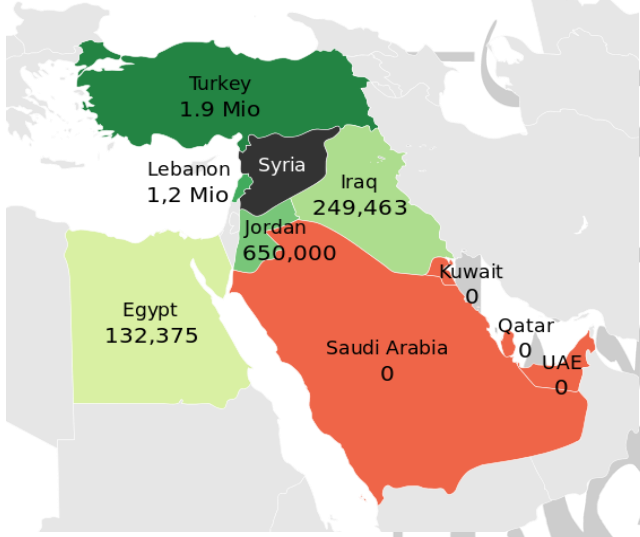 Turkey
1.9 Mio
Lebanon
1,2 Mio
Syria
Iraq
249,463
Jordan
650,000
Egypt
132,375
Kuwait
0
Qatar
0
UAE
0
Saudi Arabia
0